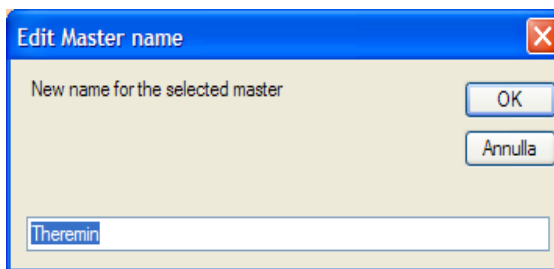 Edit Master name
New name for the selected master
OK
Annulla
Theremin